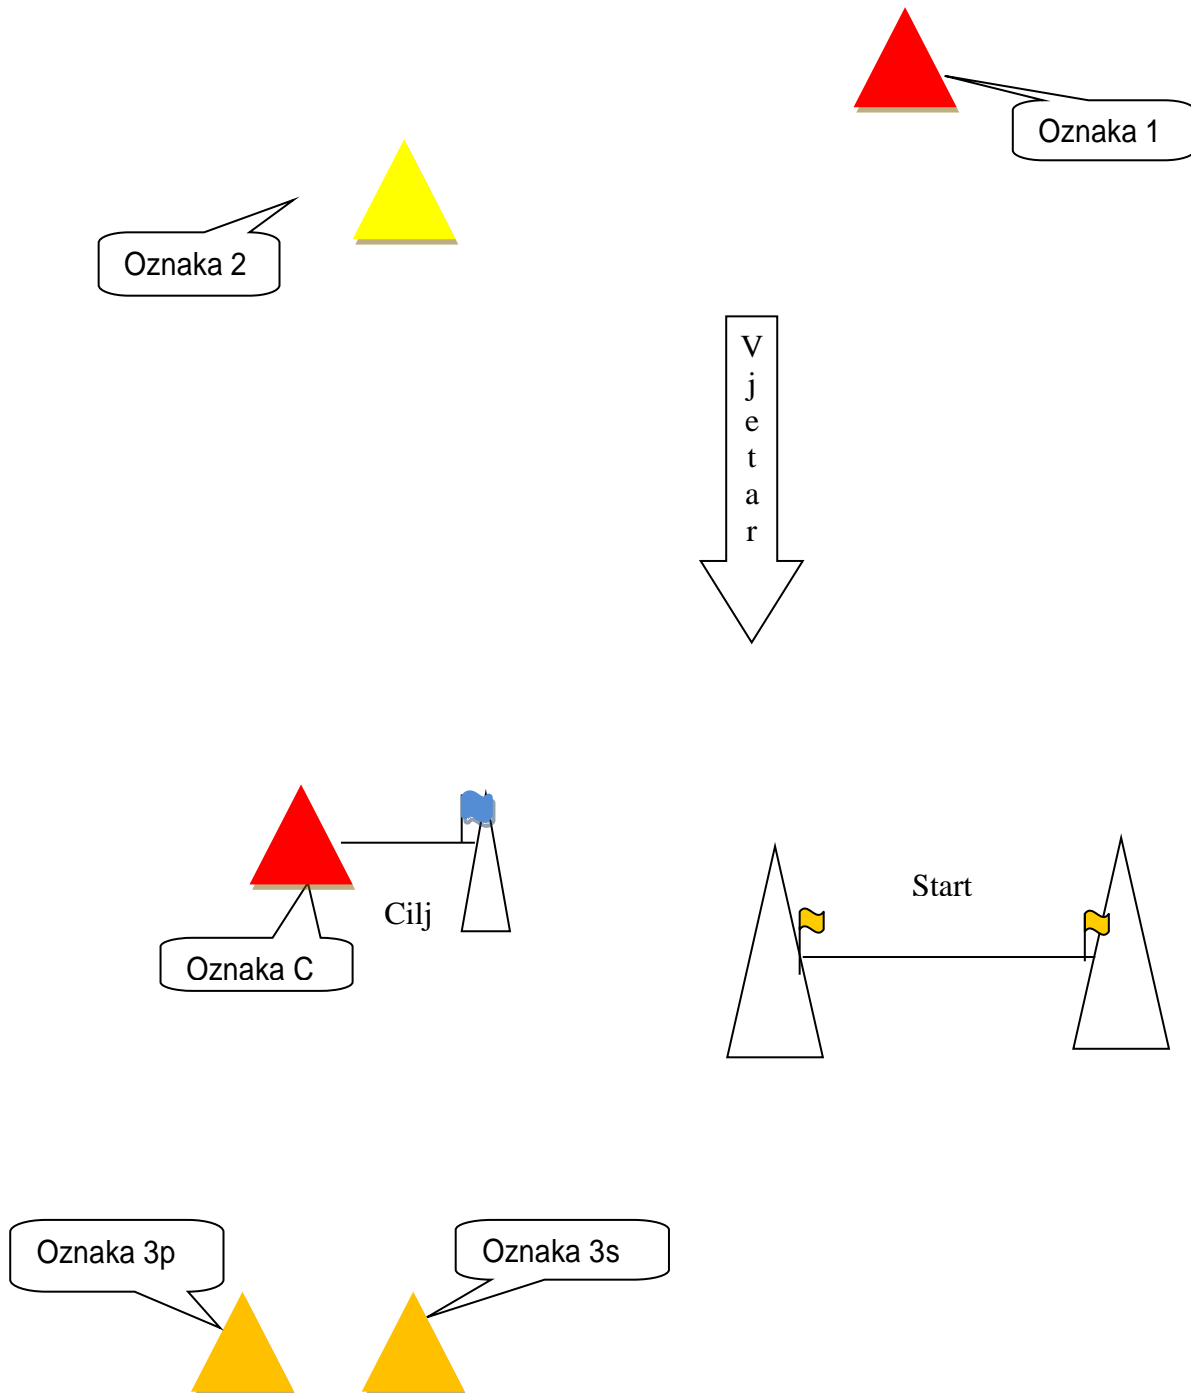 Oznaka 1
Oznaka 2
V
j
e
t
a
r
Start
Cilj
Oznaka C
Oznaka 3p
Oznaka 3s